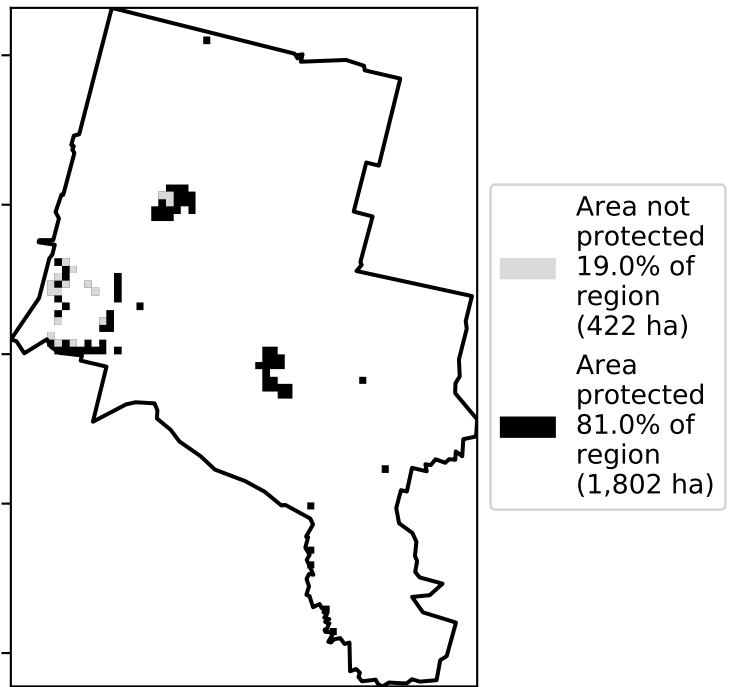 Area not
protected
19.0% of
region
(422 ha)
Area
protected
81.0% of
region
(1,802 ha)